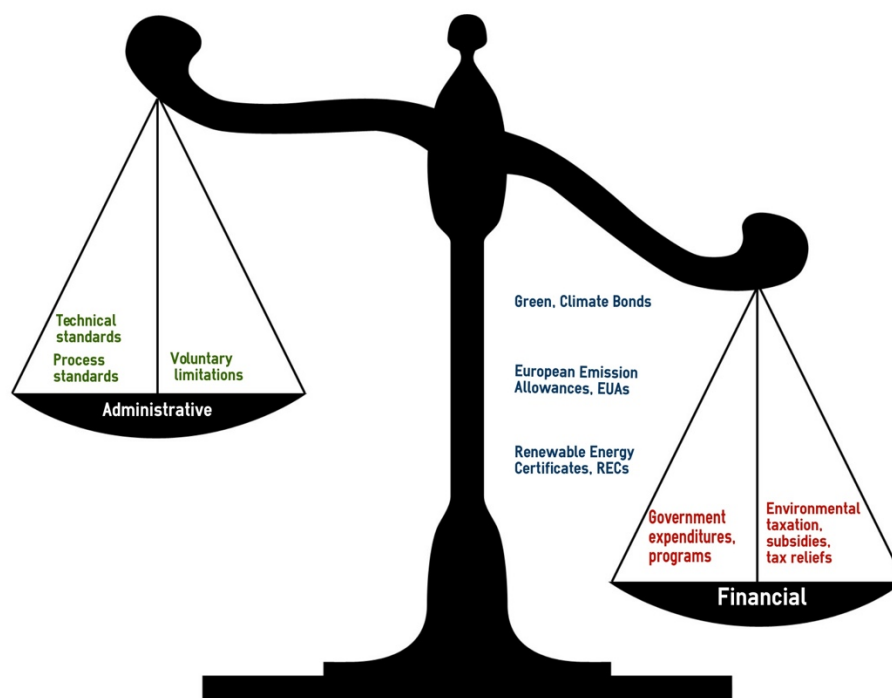 Technical
standards
Process
standards
Voluntary
limitations
Administrative
Green, Climate Bonds
European Emission
Allowances, EUAs
Renewable Energy
Certificates, RECs
Government
expenditures,
programs
Environmental
taxation,
subsidies,
tax reliefs
Financial